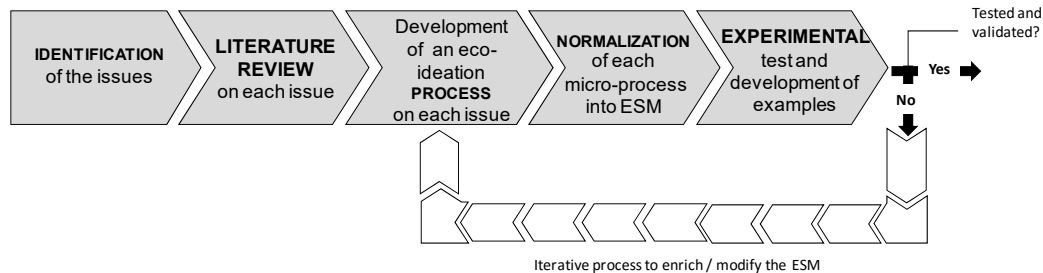 IDENTIFICATION
of the issues
LITERATURE
REVIEW
on each issue
Development
of an eco-
ideation
PROCESS
on each issue
NORMALIZATION
of each
micro-process
into ESM
EXPERIMENTAL
test and
development of
examples
Tested and
validated?
Yes
No
Iterative process to enrich / modify the ESM